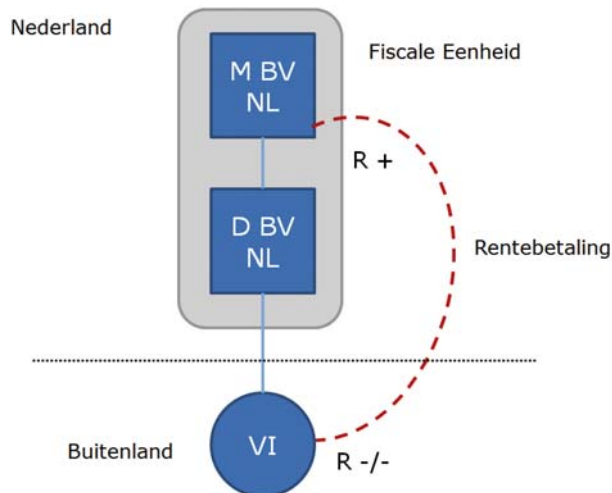 Nederland
Fiscale Eenheid
M BV
NL
R +
D BV
NL
Rentebetaling
Buitenland
VI
R -/-